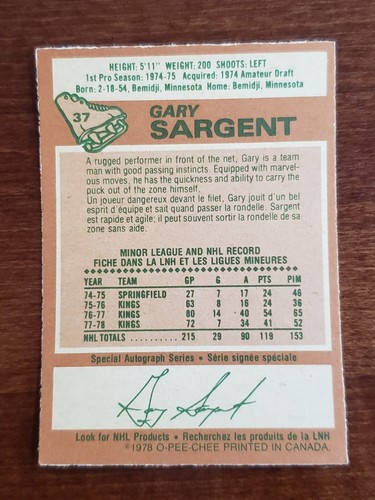 HEIGHT: 5'11" WEIGHT: 200 SHOOTS: LEFT
1st Pro Season: 1974-75 Acquired: 1974 Amateur Draft
Born: 2-18-54, Bemidji, Minnesota Home: Bemidji, Minnesota
37
GARY
SARGENT
A rugged performer in front of the net, Gary is a team
man with good passing instincts. Equipped with marvel-
ous moves, he has the quickness and ability to carry the
puck out of the zone himself.
Un joueur dangereux devant le filet, Gary jouit d'un bel
esprit d'équipe et sait quand passer la rondelle. Sargent
est rapide et agile; il peut souvent sortir la rondelle de sa
zone sans aide.
MINOR LEAGUE AND NHL RECORD
FICHE DANS LA LNH ET LES LIGUES MINEURES
YEAR TEAM GP G A PTS PIM
74-75 SPRINGFIELD 27 7 17 24 46
75-76 KINGS 63 8 16 24 36
76-77 KINGS 80 14 40 54 65
77-78 KINGS 72 7 34 41 52
NHL TOTALS 215 29 90 119 153
Special Autograph Series • Série signée spéciale
Gary Sargent
Look for NHL Products • Recherchez les produits de la LNH
©1978 O-PEE-CHEE PRINTED IN CANADA.